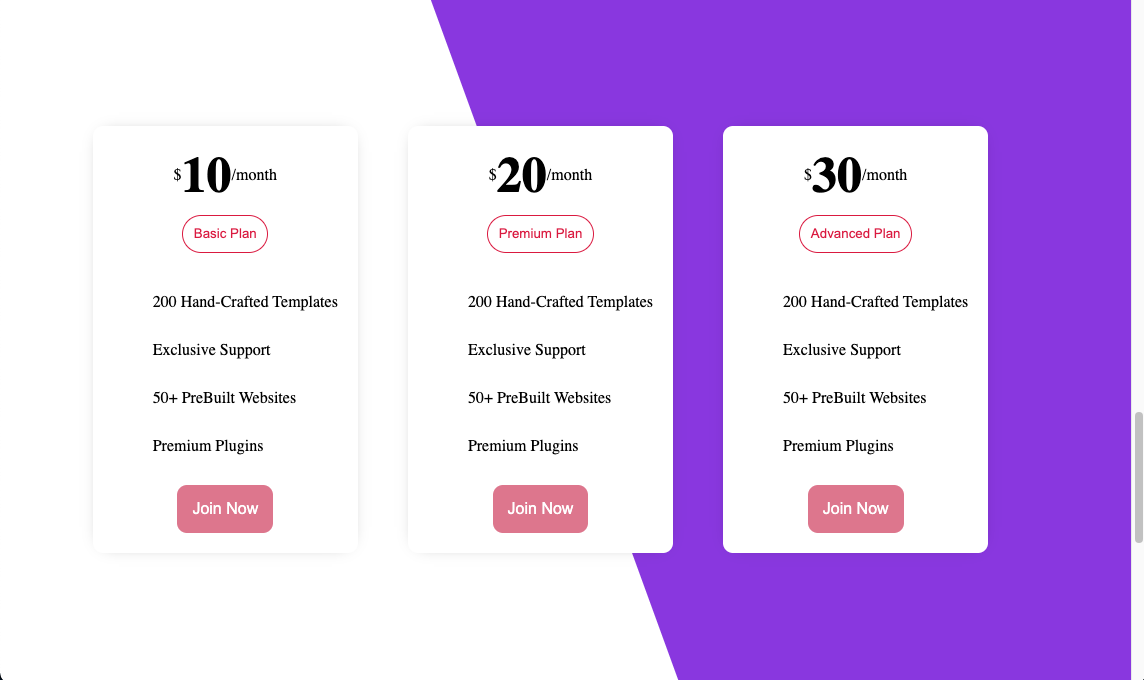 $10/month
Basic Plan
200 Hand-Crafted Templates
Exclusive Support
50+ PreBuilt Websites
Premium Plugins
Join Now
$20/month
Premium Plan
200 Hand-Crafted Templates
Exclusive Support
50+ PreBuilt Websites
Premium Plugins
Join Now
$30/month
Advanced Plan
200 Hand-Crafted Templates
Exclusive Support
50+ PreBuilt Websites
Premium Plugins
Join Now